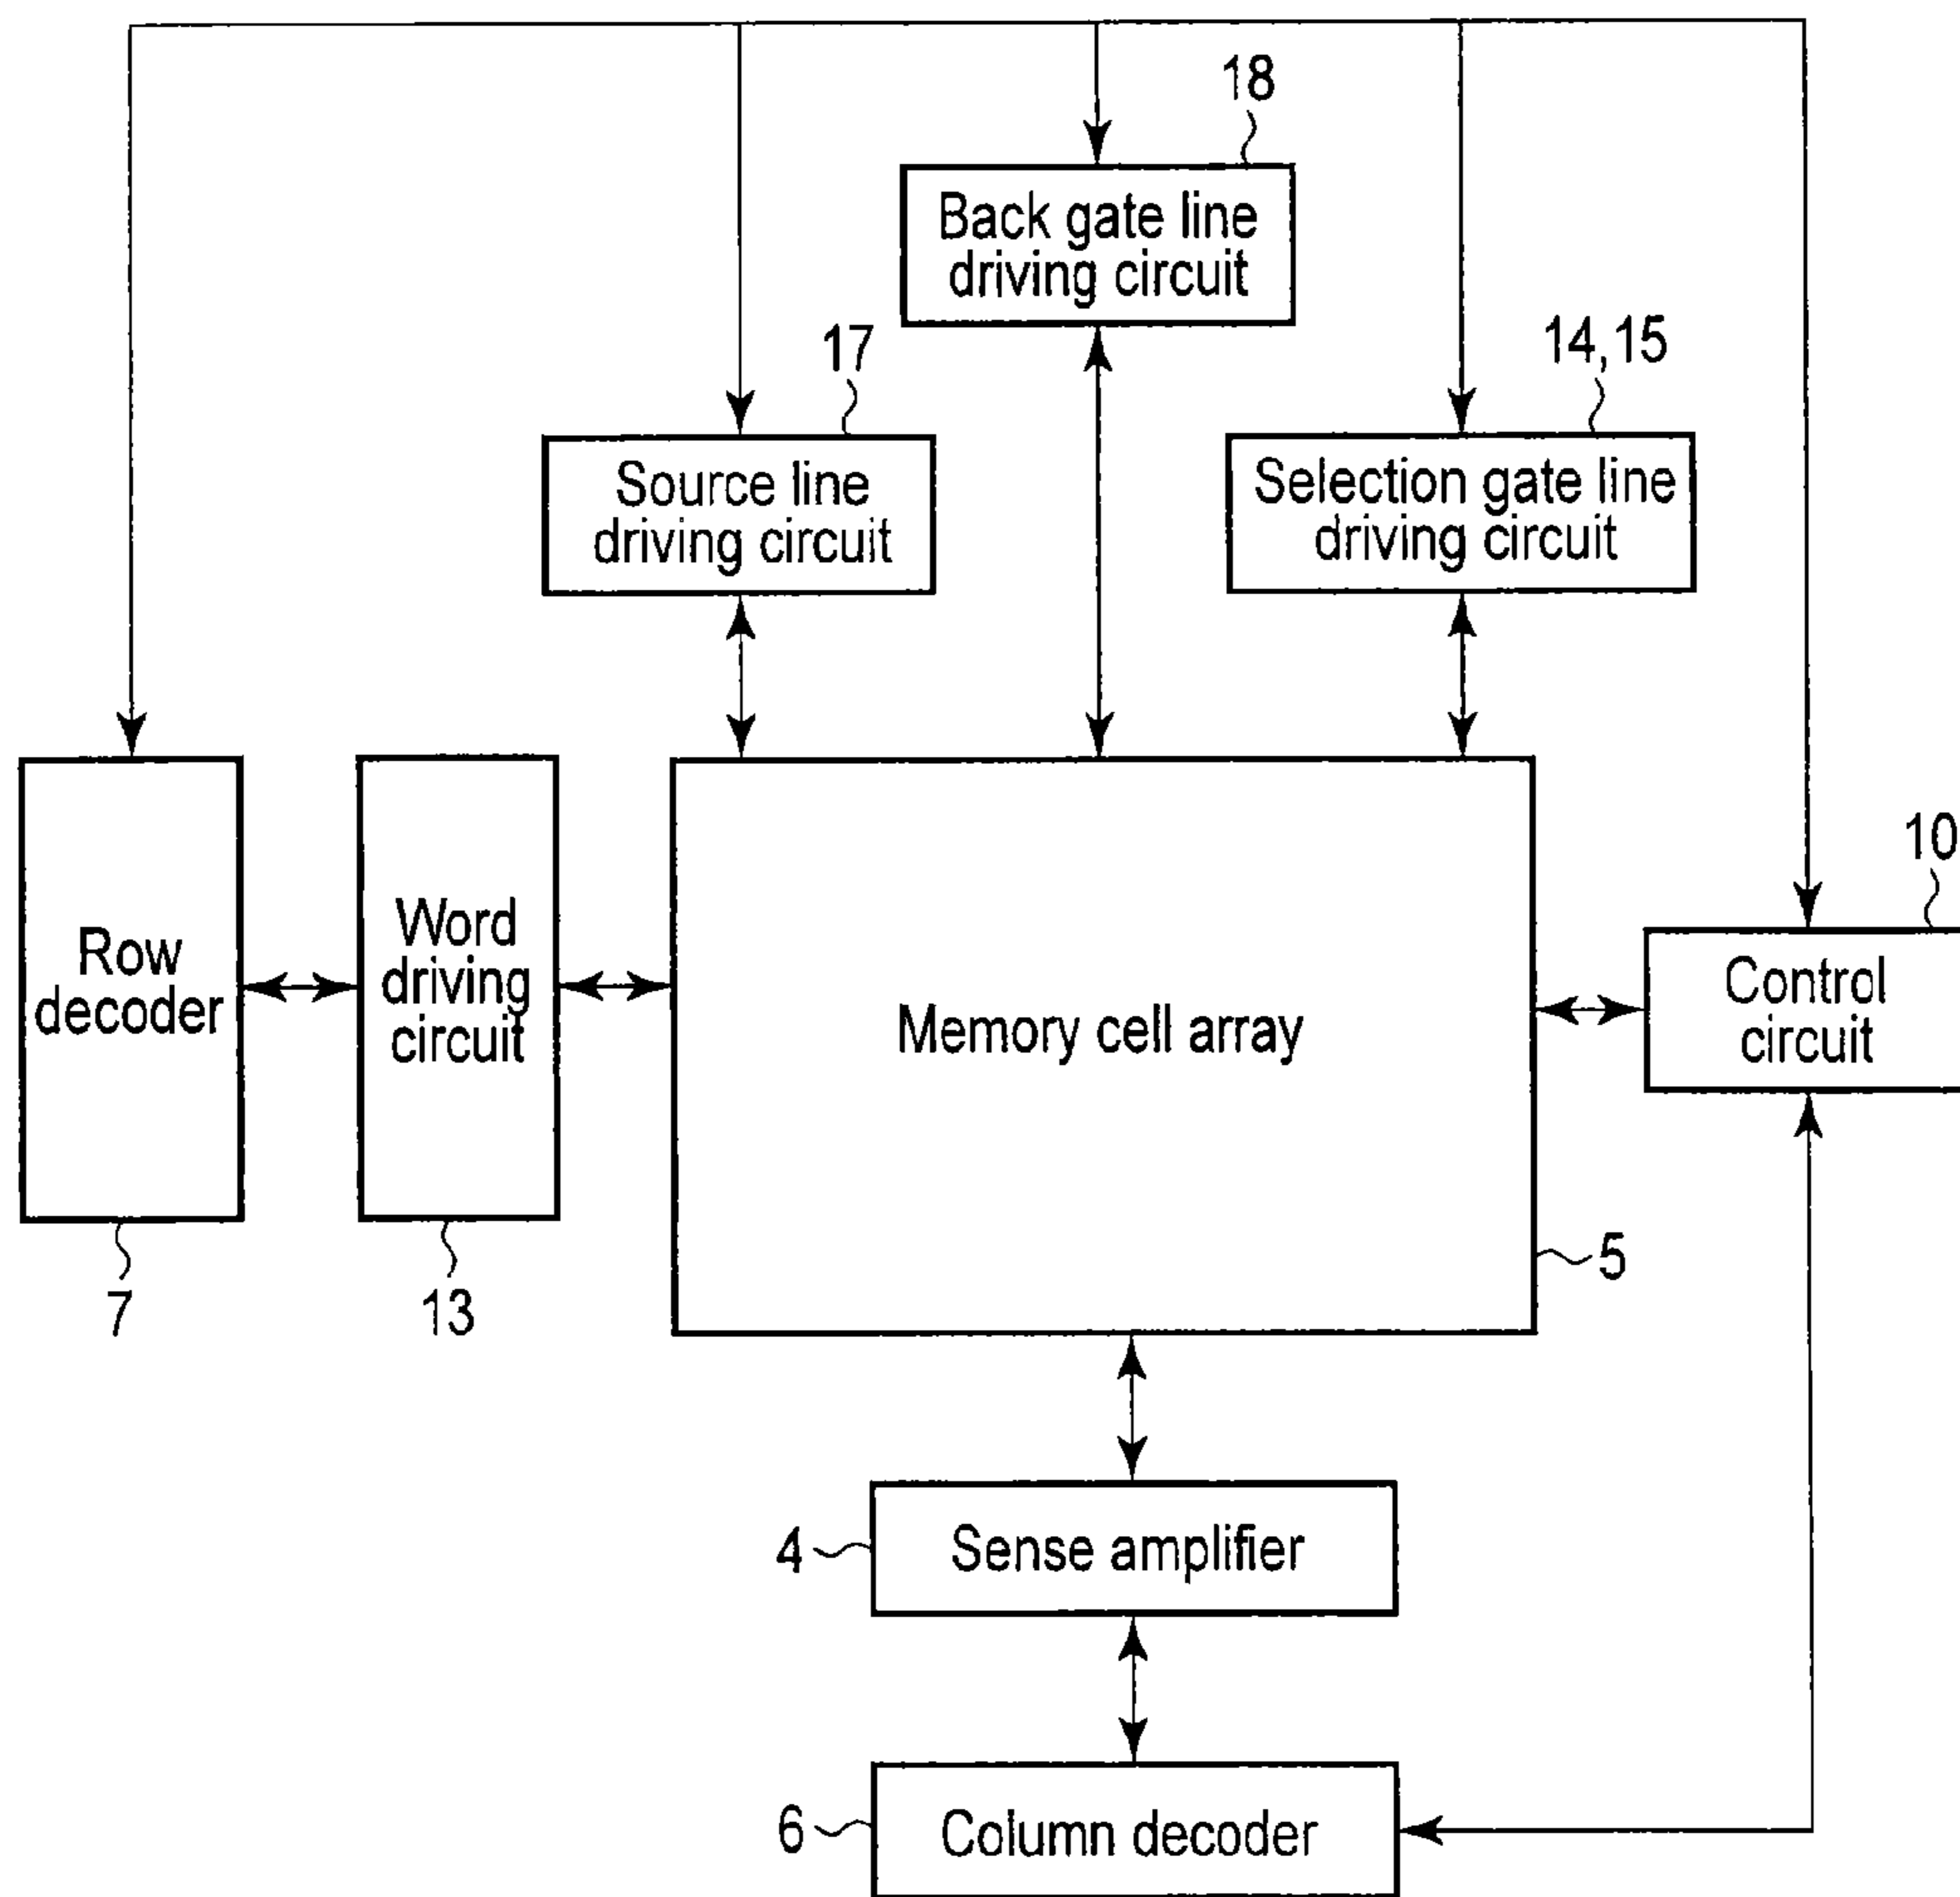 18
Back gate line
driving circuit
17
14,15
Source line
driving circuit
Selection gate line
driving circuit
10
Row
decoder
Word
driving
circuit
Memory cell array
Control
circuit
5
7
13
4
Sense amplifier
6
Column decoder